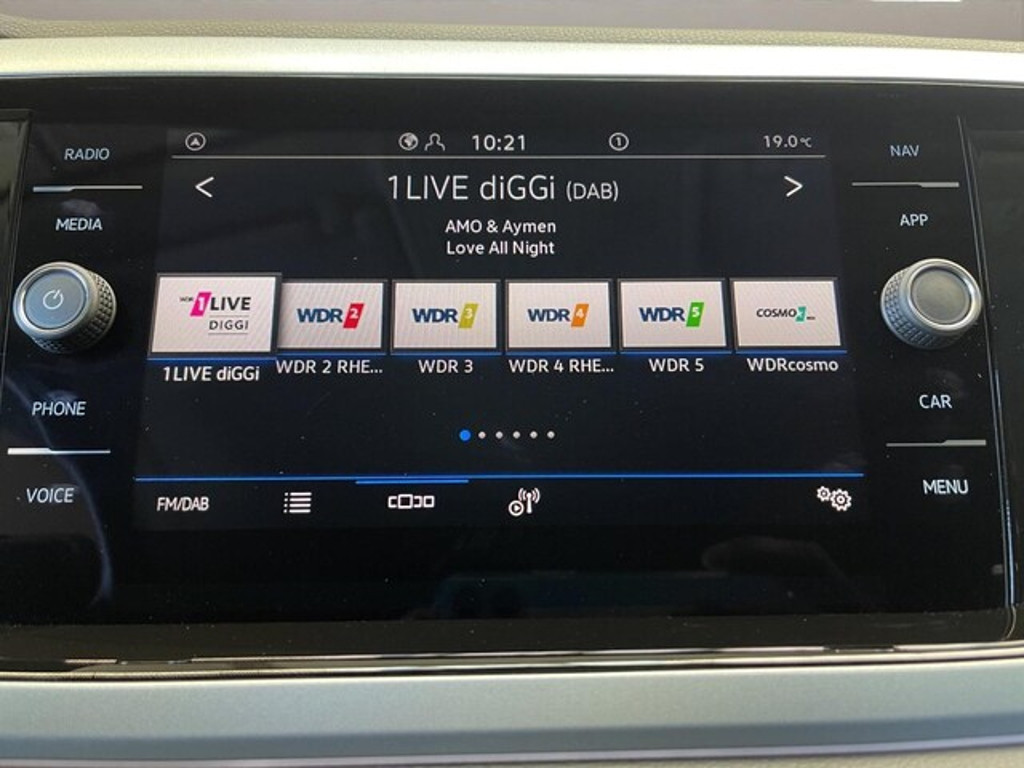 RADIO
MEDIA
PHONE
VOICE
10:21
1
19.0°C
< 1LIVE diGGi (DAB) >
AMO & Aymen
Love All Night
WDR 1LIVE
DIGGI
WDR 2
WDR 3
WDR 4
WDR 5
COSMO
1LIVE diGGi
WDR 2 RHE...
WDR 3
WDR 4 RHE...
WDR 5
WDRcosmo
FM/DAB
NAV
APP
CAR
MENU